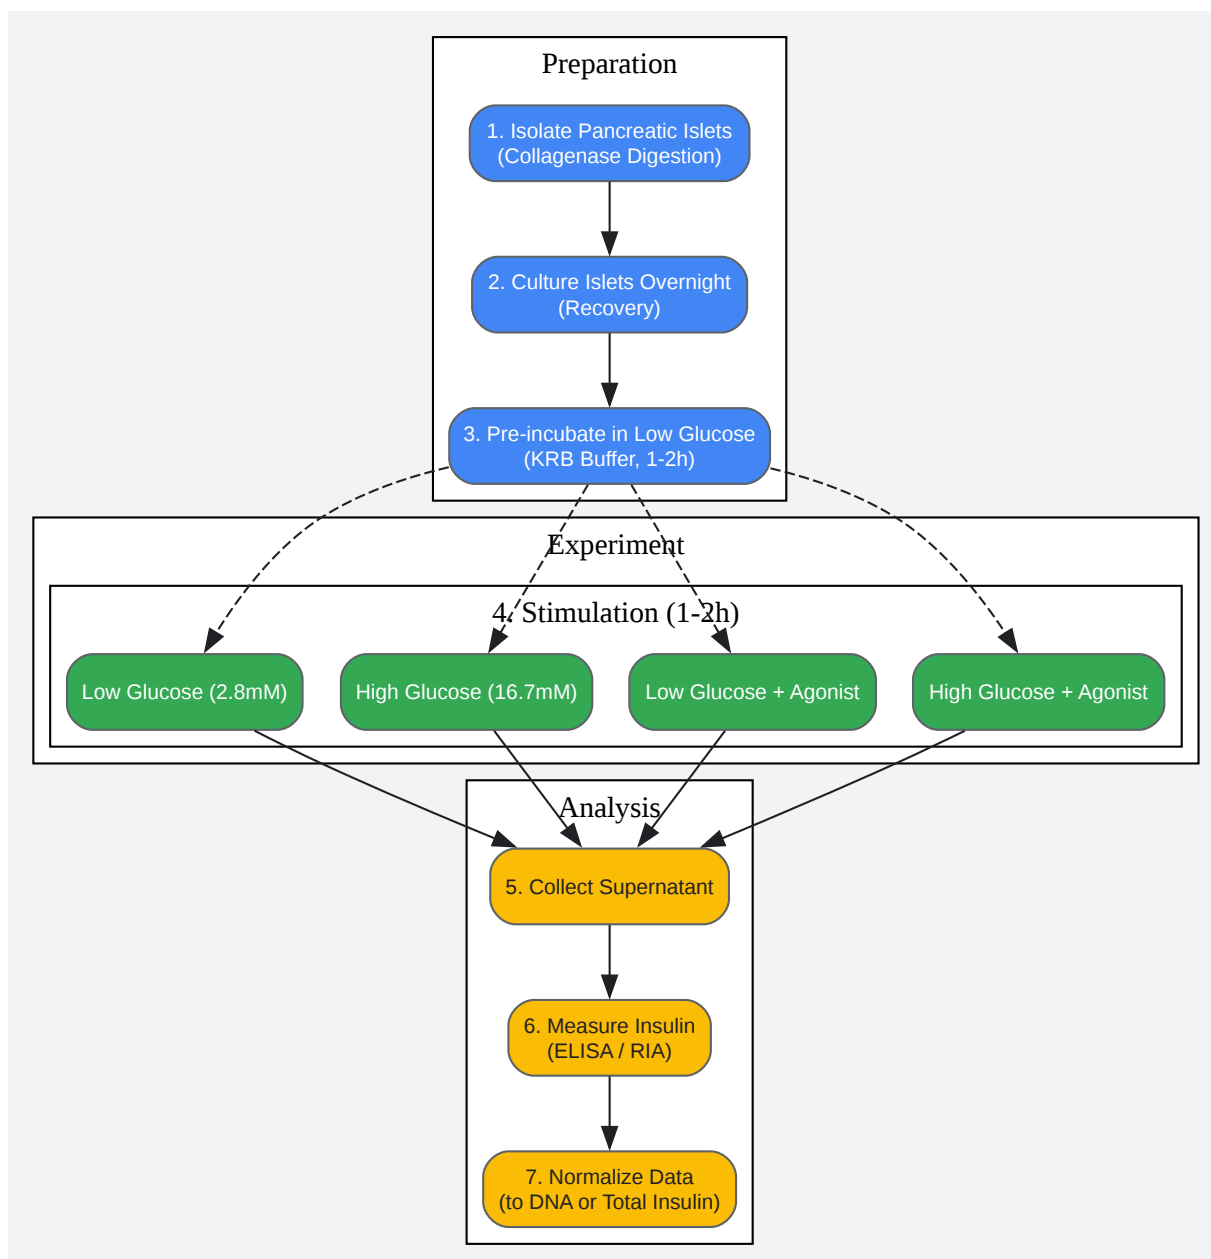 Preparation
1. Isolate Pancreatic Islets
(Collagenase Digestion)
2. Culture Islets Overnight
(Recovery)
3. Pre-incubate in Low Glucose
(KRB Buffer, 1-2h)
Experiment
4. Stimulation (1-2h)
Low Glucose (2.8mM)
High Glucose (16.7mM)
Low Glucose + Agonist
High Glucose + Agonist
Analysis
5. Collect Supernatant
6. Measure Insulin
(ELISA / RIA)
7. Normalize Data
(to DNA or Total Insulin)